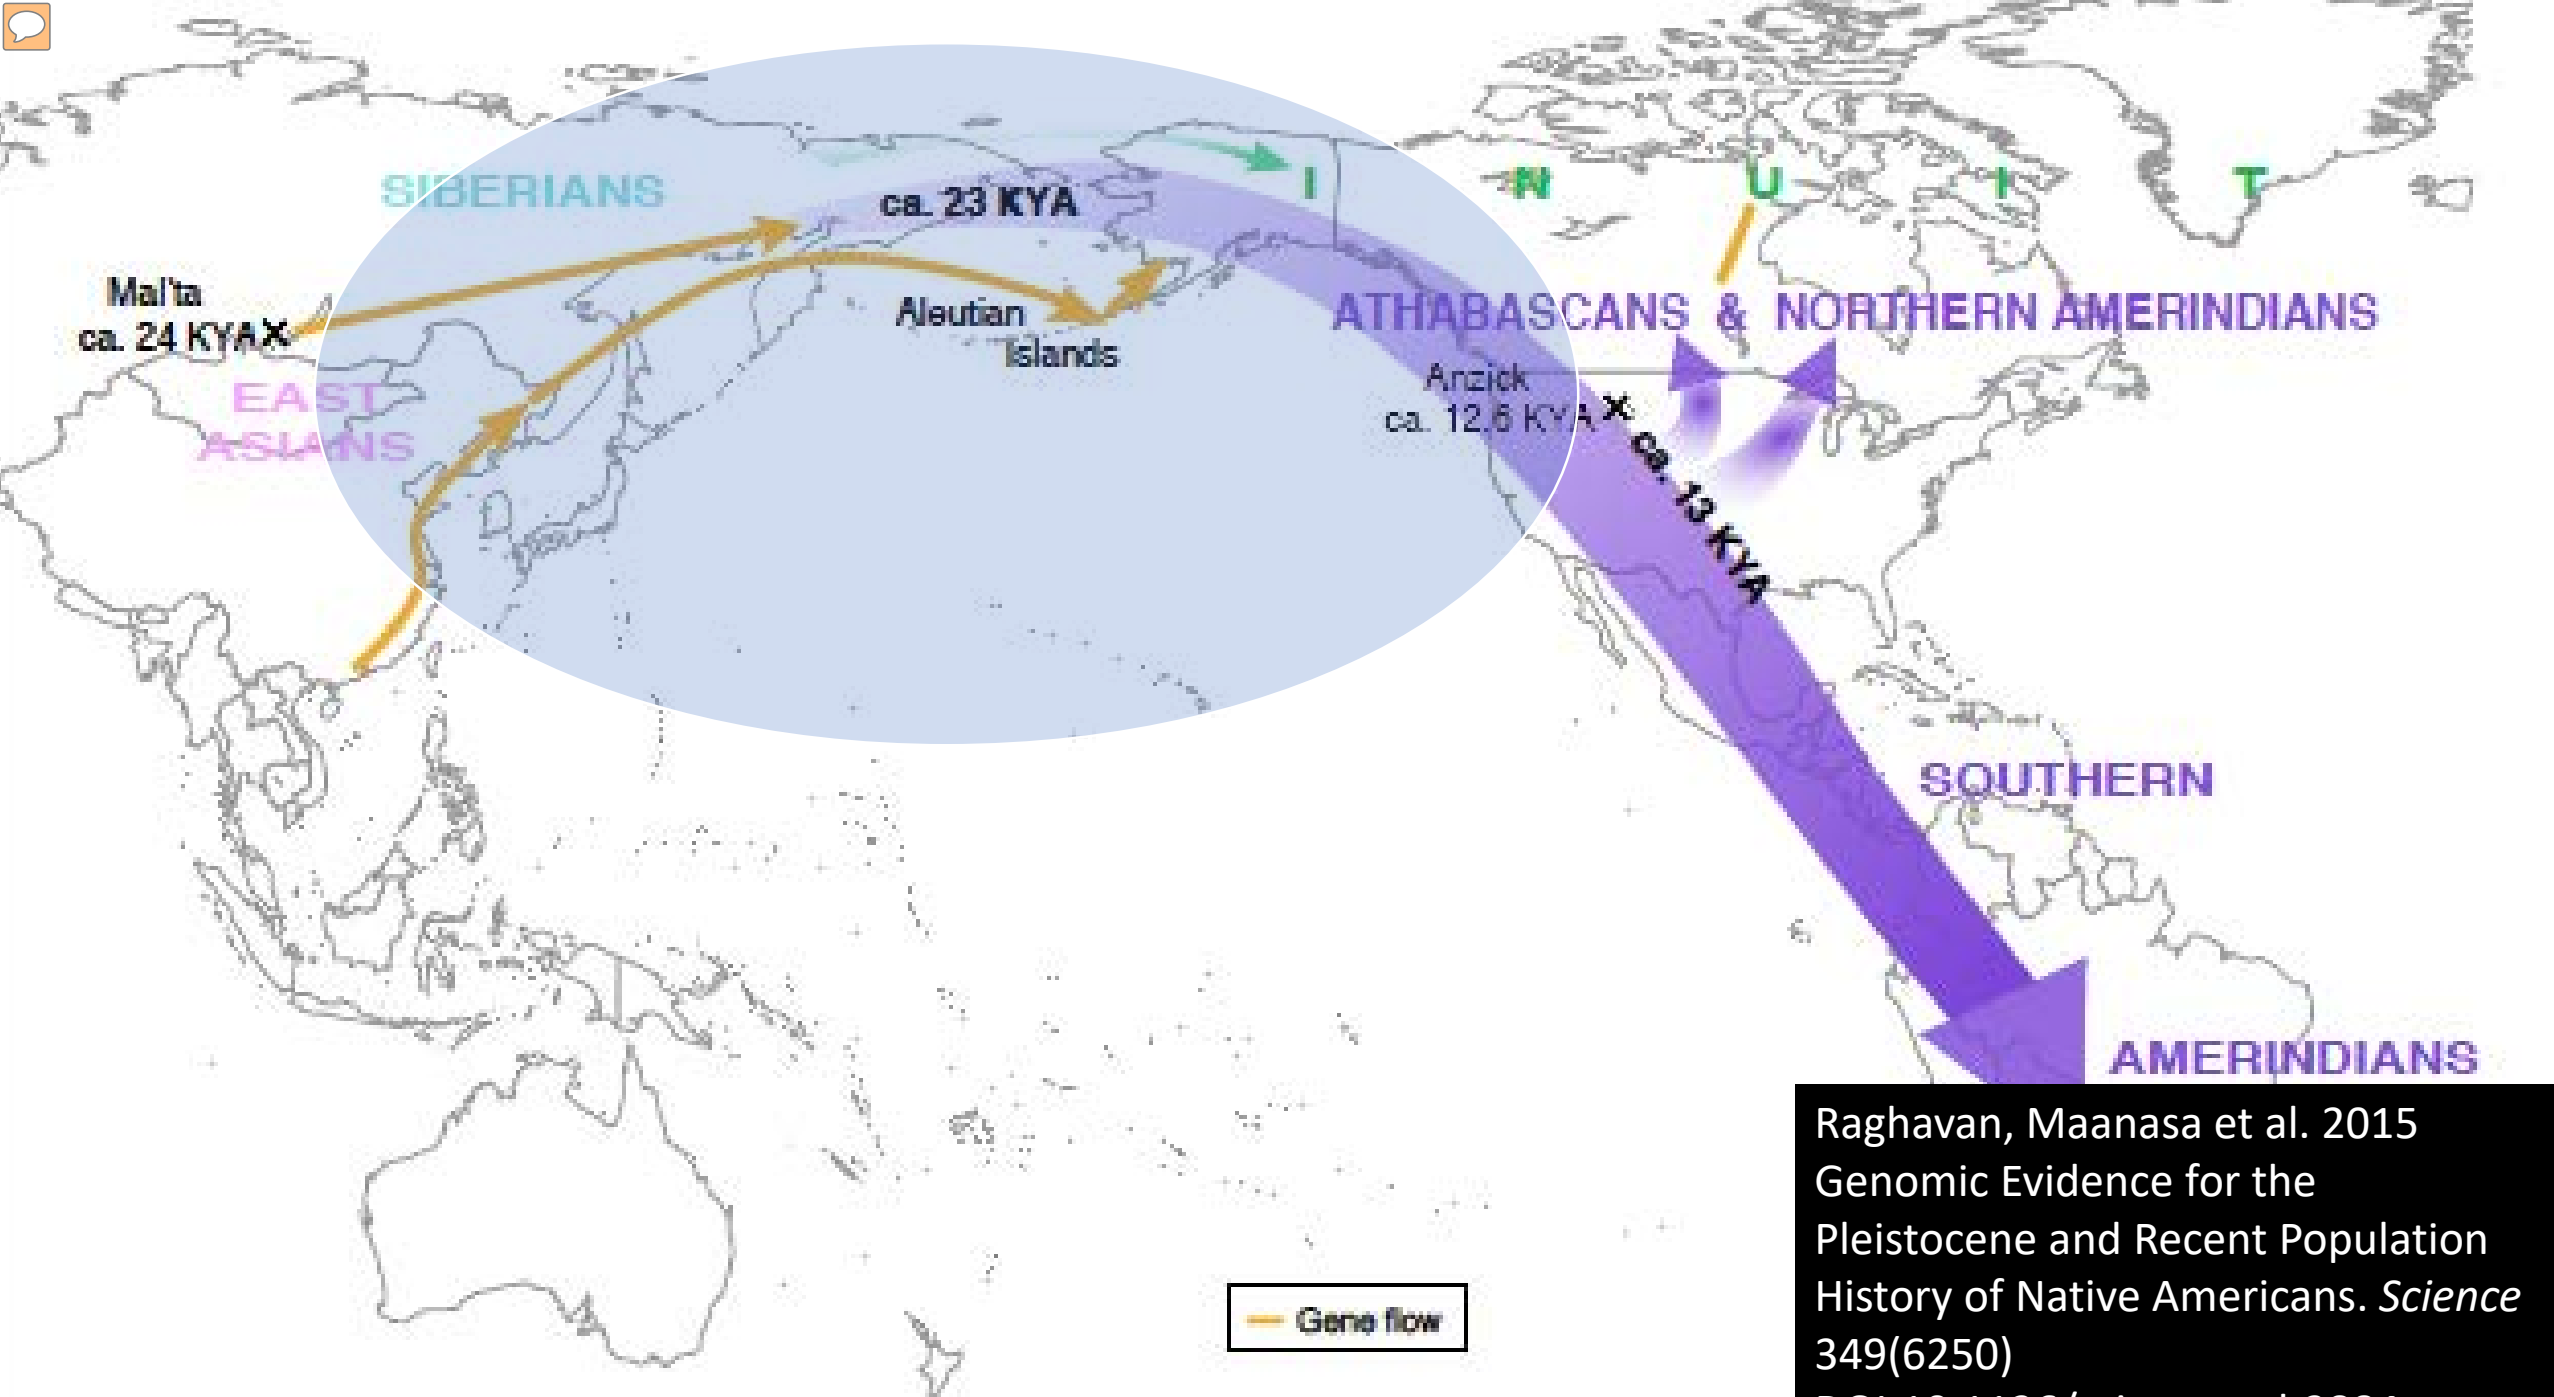 SIBERIANS
ca. 23 KYA
I N U I T
Mal'ta
ca. 24 KYA X
Aleutian
Islands
ATHABASCANS & NORTHERN AMERINDIANS
EAST
ASIANS
Anzick
ca. 12.6 KYA X
ca. 13 KYA
SOUTHERN
AMERINDIANS
Gene flow
Raghavan, Maanasa et al. 2015
Genomic Evidence for the
Pleistocene and Recent Population
History of Native Americans. Science
349(6250)